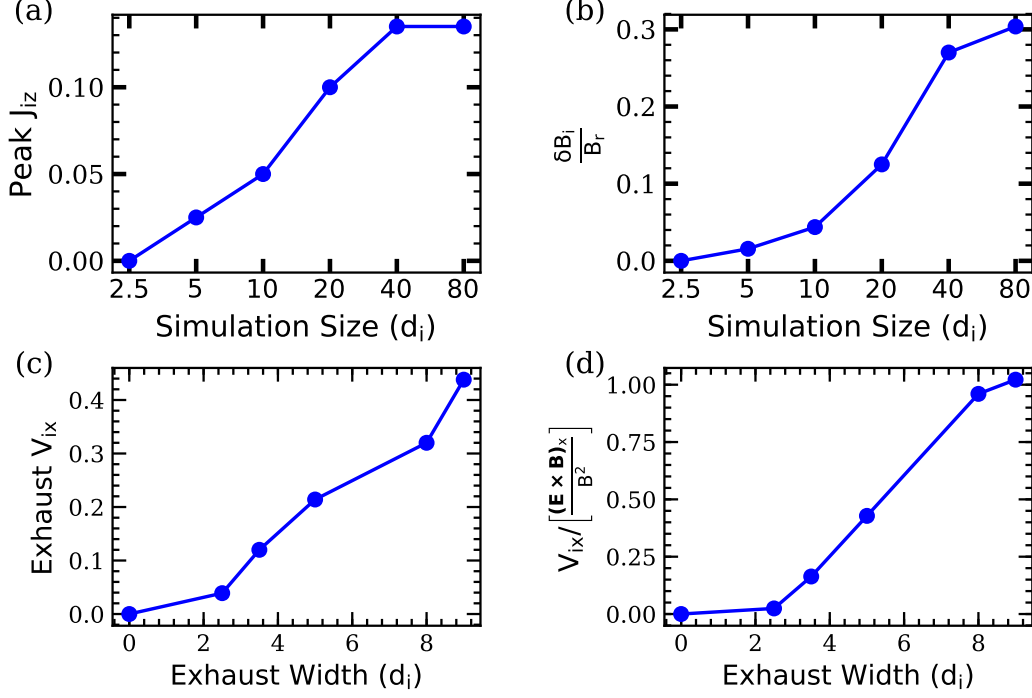 (a)
Peak J_iz
0.10
0.05
0.00
2.5 5 10 20 40 80
Simulation Size (d_i)
(b)
δB_i
B_r
0.3
0.2
0.1
0.0
2.5 5 10 20 40 80
Simulation Size (d_i)
(c)
Exhaust V_ix
0.4
0.3
0.2
0.1
0.0
0 2 4 6 8
Exhaust Width (d_i)
(d)
V_ix/[(E × B)_x / B²]
1.00
0.75
0.50
0.25
0.00
0 2 4 6 8
Exhaust Width (d_i)